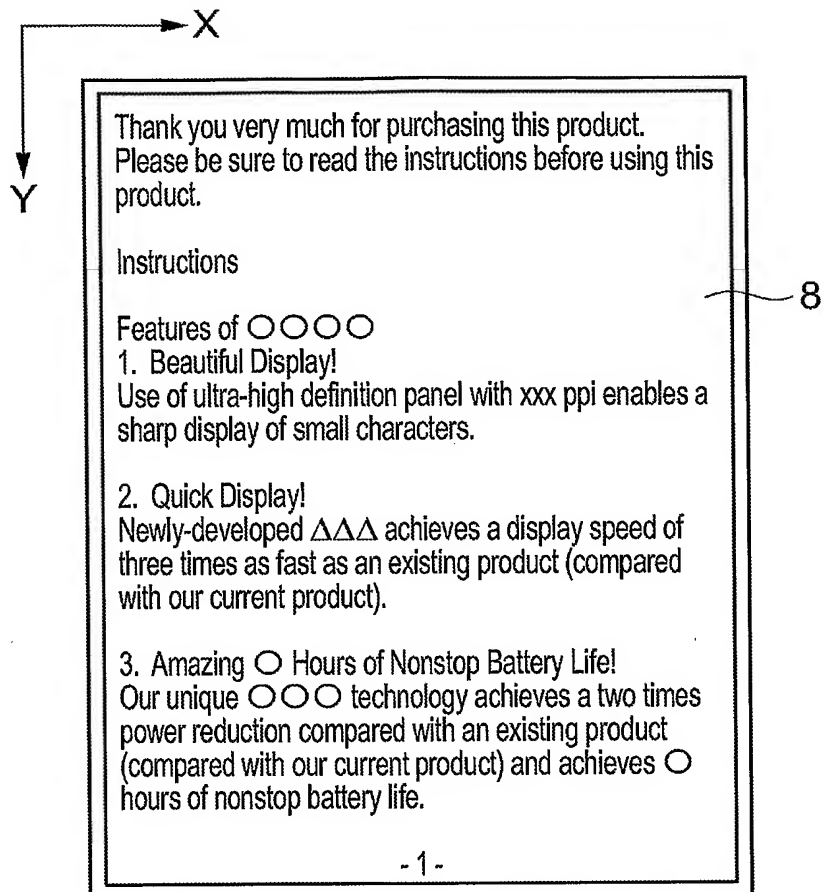 X
Y
Thank you very much for purchasing this product.
Please be sure to read the instructions before using this
product.
Instructions
8
Features of ○○○○
1. Beautiful Display!
Use of ultra-high definition panel with xxx ppi enables a
sharp display of small characters.
2. Quick Display!
Newly-developed ΔΔΔ achieves a display speed of
three times as fast as an existing product (compared
with our current product).
3. Amazing ○ Hours of Nonstop Battery Life!
Our unique ○○○ technology achieves a two times
power reduction compared with an existing product
(compared with our current product) and achieves ○
hours of nonstop battery life.
- 1 -